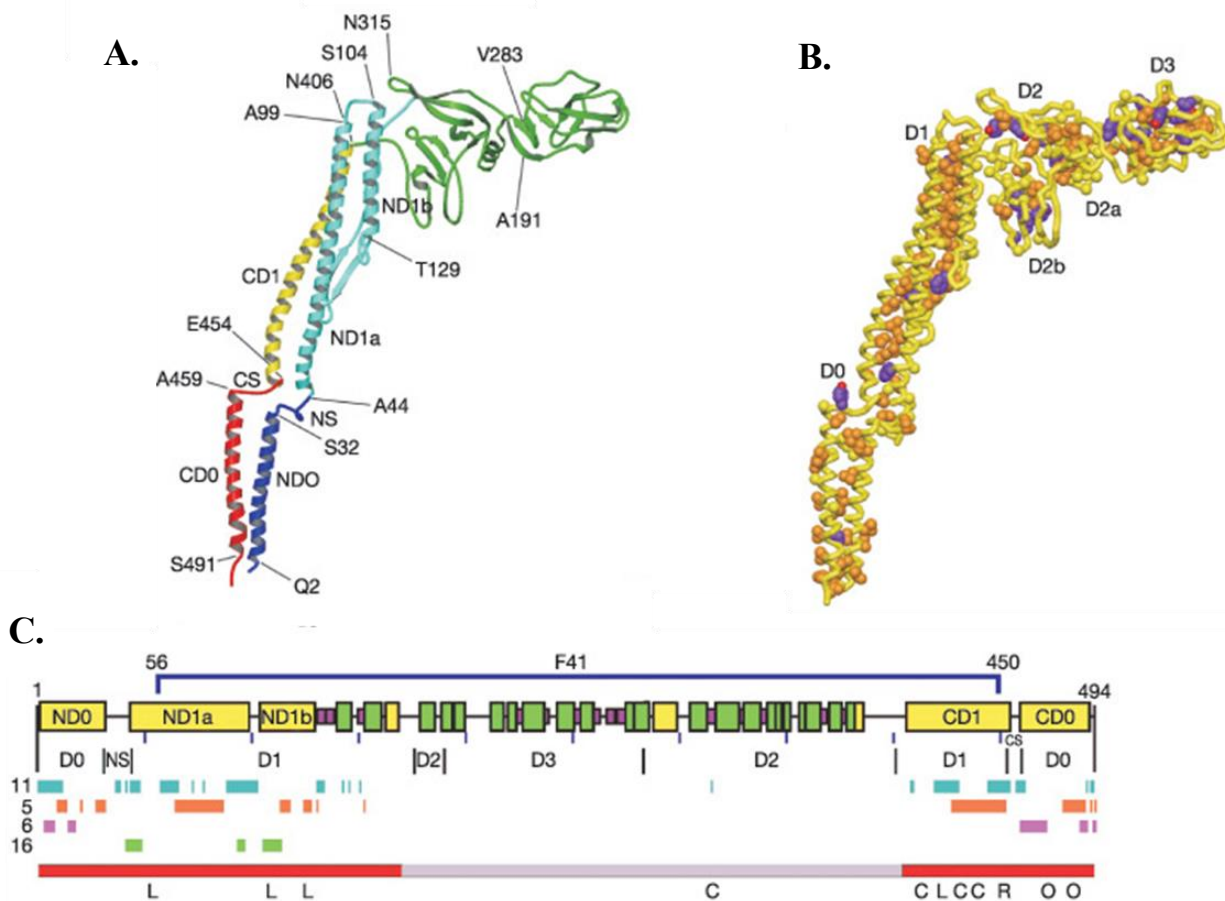 A.
N315
S104
N406
A99
V283
ND1b
A191
T129
CD1
E454
ND1a
A459
CS
A44
NS
S32
CD0
NDO
S491
Q2
B.
D3
D2
D1
D2a
D2b
D0
C.
56 F41 450
1 494
ND0 ND1a ND1b CD1 CD0
D0 NS D1 D2 D3 D2 D1 CS D0
11
5
6
16
L L L C C L C C R O O